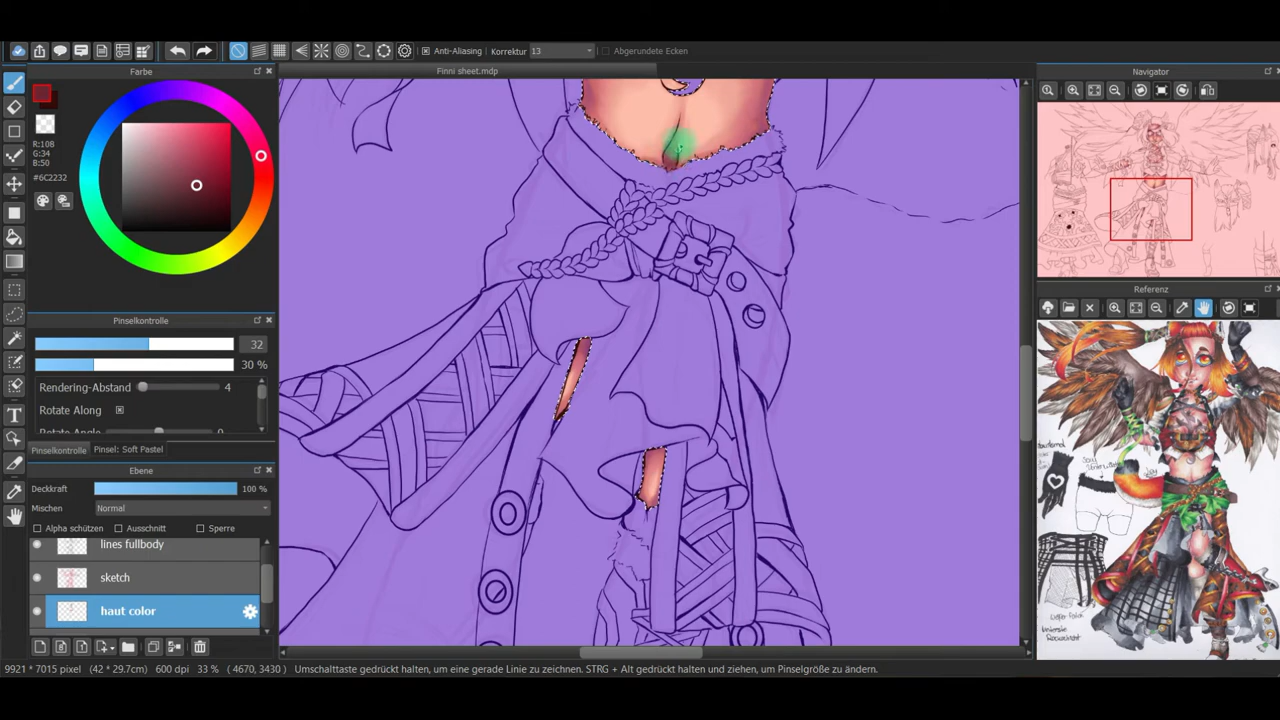 Anti-Aliasing Korrektur 13 Abgerundete Ecken
Farbe
Finni sheet.mdp
Navigator
R:108
G:34
B:50
#6C2232
Pinselkontrolle
32
30 %
Rendering-Abstand 4
Rotate Along
Rotate Angle 0
Pinselkontrolle Pinsel: Soft Pastel
Ebene
Deckkraft 100 %
Mischen Normal
Alpha schützen Ausschnitt Sperre
lines fullbody
sketch
haut color
Referenz
9921 * 7015 pixel (42 * 29.7cm) 600 dpi 33 % ( 4670, 3430 ) Umschalttaste gedrückt halten, um eine gerade Linie zu zeichnen. STRG + Alt gedrückt halten und ziehen, um Pinselgröße zu ändern.